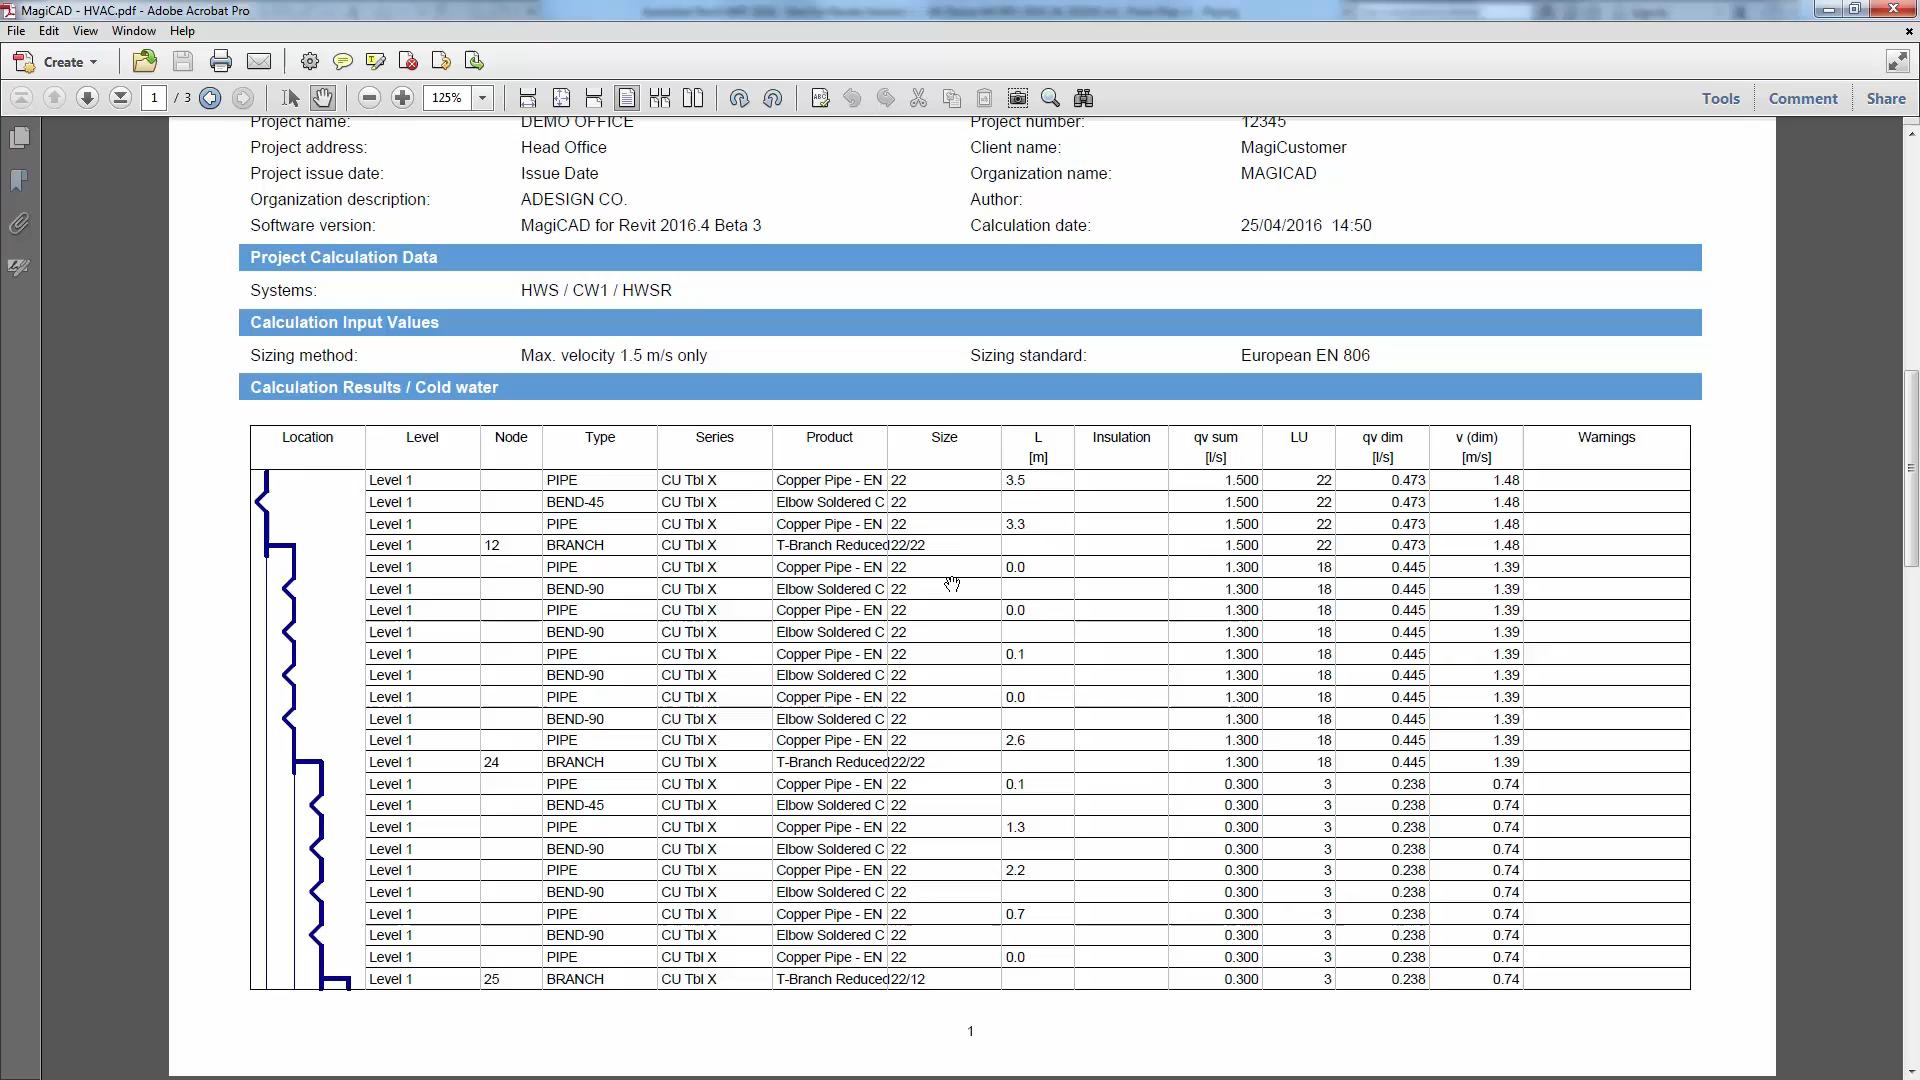 MagiCAD - HVAC.pdf - Adobe Acrobat Pro
File Edit View Window Help
Create
1 / 3 125% Tools Comment Share
Project name: DEMO OFFICE Project number: 12345
Project address: Head Office Client name: MagiCustomer
Project issue date: Issue Date Organization name: MAGICAD
Organization description: ADESIGN CO. Author:
Software version: MagiCAD for Revit 2016.4 Beta 3 Calculation date: 25/04/2016 14:50
Project Calculation Data
Systems: HWS / CW1 / HWSR
Calculation Input Values
Sizing method: Max. velocity 1.5 m/s only Sizing standard: European EN 806
Calculation Results / Cold water
Location Level Node Type Series Product Size L Insulation qv sum LU qv dim v (dim) Warnings
[m] [l/s] [l/s] [m/s]
Level 1 PIPE CU Tbl X Copper Pipe - EN 22 3.5 1.500 22 0.473 1.48
Level 1 BEND-45 CU Tbl X Elbow Soldered C 22 1.500 22 0.473 1.48
Level 1 PIPE CU Tbl X Copper Pipe - EN 22 3.3 1.500 22 0.473 1.48
Level 1 12 BRANCH CU Tbl X T-Branch Reduced 22/22 1.500 22 0.473 1.48
Level 1 PIPE CU Tbl X Copper Pipe - EN 22 0.0 1.300 18 0.445 1.39
Level 1 BEND-90 CU Tbl X Elbow Soldered C 22 1.300 18 0.445 1.39
Level 1 PIPE CU Tbl X Copper Pipe - EN 22 0.0 1.300 18 0.445 1.39
Level 1 BEND-90 CU Tbl X Elbow Soldered C 22 1.300 18 0.445 1.39
Level 1 PIPE CU Tbl X Copper Pipe - EN 22 0.1 1.300 18 0.445 1.39
Level 1 BEND-90 CU Tbl X Elbow Soldered C 22 1.300 18 0.445 1.39
Level 1 PIPE CU Tbl X Copper Pipe - EN 22 0.0 1.300 18 0.445 1.39
Level 1 BEND-90 CU Tbl X Elbow Soldered C 22 1.300 18 0.445 1.39
Level 1 PIPE CU Tbl X Copper Pipe - EN 22 2.6 1.300 18 0.445 1.39
Level 1 24 BRANCH CU Tbl X T-Branch Reduced 22/22 1.300 18 0.445 1.39
Level 1 PIPE CU Tbl X Copper Pipe - EN 22 0.1 0.300 3 0.238 0.74
Level 1 BEND-45 CU Tbl X Elbow Soldered C 22 0.300 3 0.238 0.74
Level 1 PIPE CU Tbl X Copper Pipe - EN 22 1.3 0.300 3 0.238 0.74
Level 1 BEND-90 CU Tbl X Elbow Soldered C 22 0.300 3 0.238 0.74
Level 1 PIPE CU Tbl X Copper Pipe - EN 22 2.2 0.300 3 0.238 0.74
Level 1 BEND-90 CU Tbl X Elbow Soldered C 22 0.300 3 0.238 0.74
Level 1 PIPE CU Tbl X Copper Pipe - EN 22 0.7 0.300 3 0.238 0.74
Level 1 BEND-90 CU Tbl X Elbow Soldered C 22 0.300 3 0.238 0.74
Level 1 PIPE CU Tbl X Copper Pipe - EN 22 0.0 0.300 3 0.238 0.74
Level 1 25 BRANCH CU Tbl X T-Branch Reduced 22/12 0.300 3 0.238 0.74
1